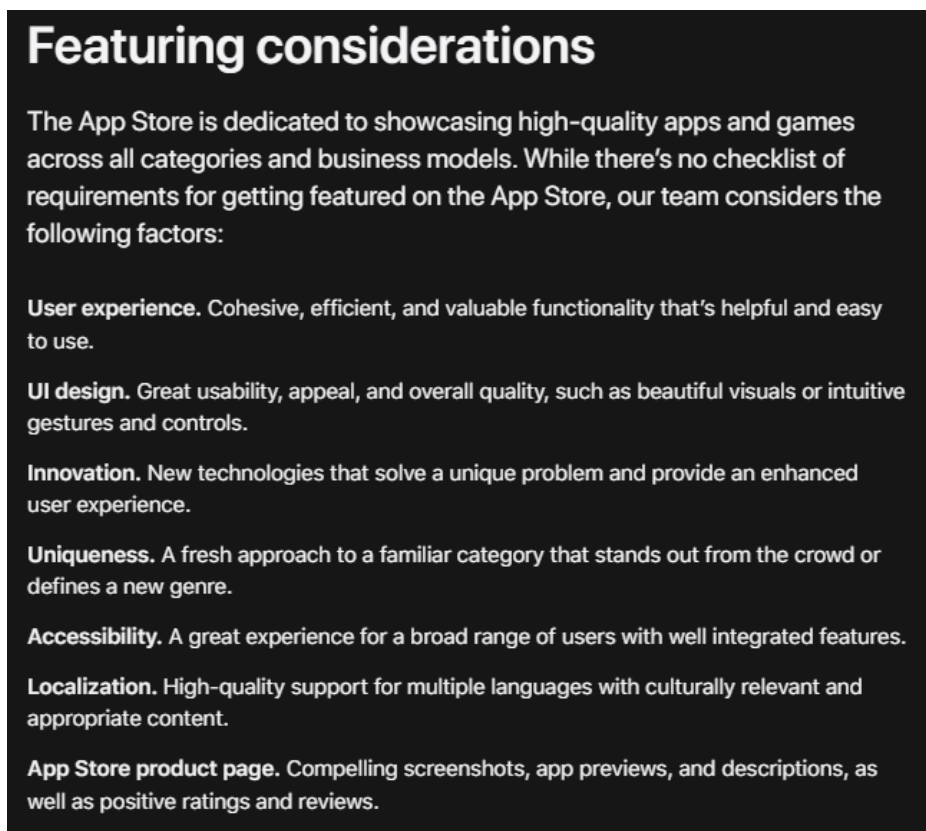 Featuring considerations
The App Store is dedicated to showcasing high-quality apps and games
across all categories and business models. While there’s no checklist of
requirements for getting featured on the App Store, our team considers the
following factors:
User experience. Cohesive, efficient, and valuable functionality that’s helpful and easy
to use.
UI design. Great usability, appeal, and overall quality, such as beautiful visuals or intuitive
gestures and controls.
Innovation. New technologies that solve a unique problem and provide an enhanced
user experience.
Uniqueness. A fresh approach to a familiar category that stands out from the crowd or
defines a new genre.
Accessibility. A great experience for a broad range of users with well integrated features.
Localization. High-quality support for multiple languages with culturally relevant and
appropriate content.
App Store product page. Compelling screenshots, app previews, and descriptions, as
well as positive ratings and reviews.